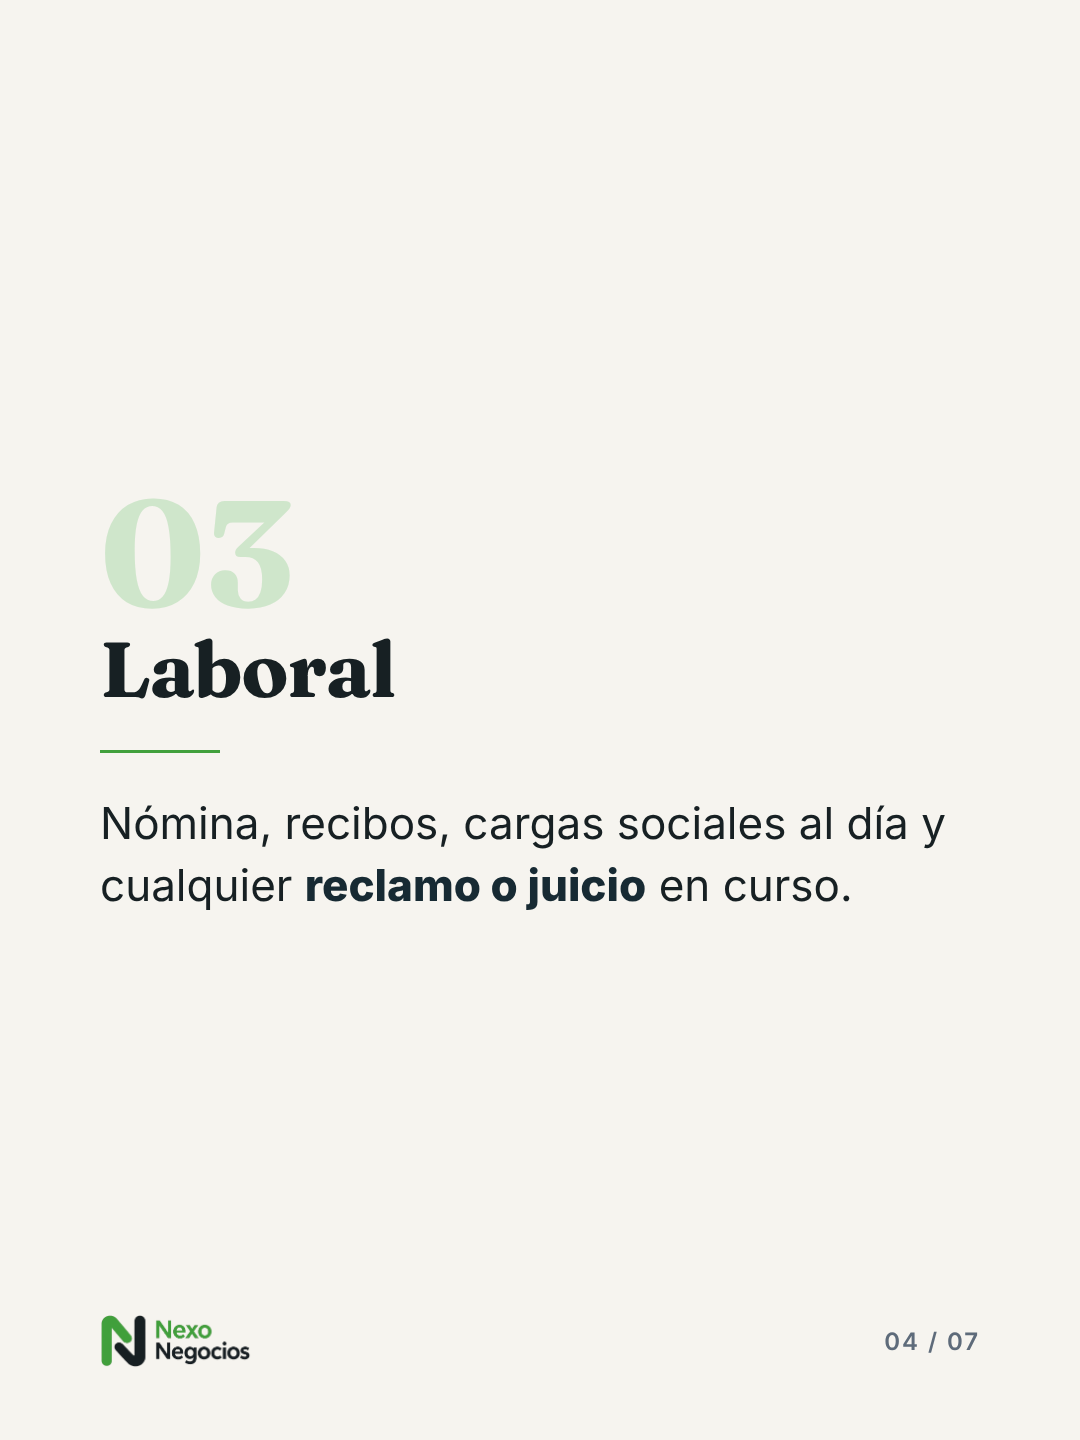 03
Laboral
Nómina, recibos, cargas sociales al día y
cualquier reclamo o juicio en curso.
Nexo
Negocios
04 / 07